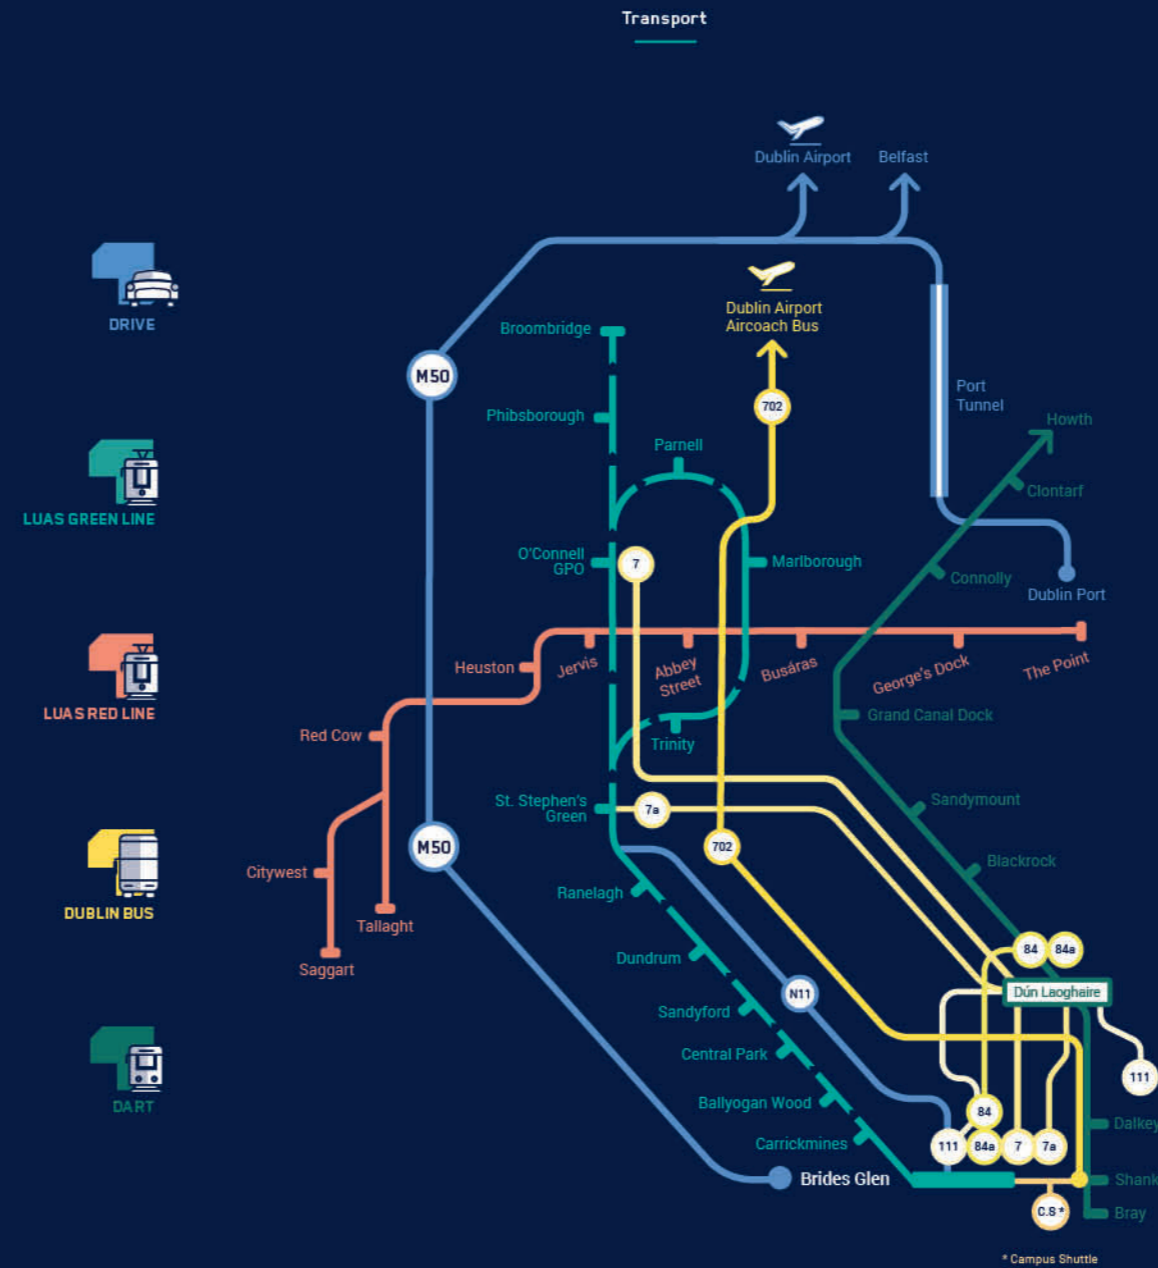 Transport
Dublin Airport
Belfast
DRIVE
Dublin Airport
Aircoach Bus
Broombridge
M50
702
Port
Tunnel
Phibsborough
Howth
Parnell
Clontarf
LUAS GREEN LINE
O'Connell
GPO
7
Marlborough
Connolly
Dublin Port
Heuston
Jervis
Abbey
Street
Busáras
George's Dock
The Point
LUAS RED LINE
Red Cow
Grand Canal Dock
Trinity
St. Stephen's
Green
7a
Sandymount
M50
702
Citywest
Blackrock
Ranelagh
DUBLIN BUS
Tallaght
Saggart
Dundrum
84
84a
N11
Dún Laoghaire
Sandyford
Central Park
111
DART
Ballyogan Wood
84
Dalkey
Carrickmines
111
84a
7
7a
Brides Glen
Shank
C.S *
Bray
* Campus Shuttle